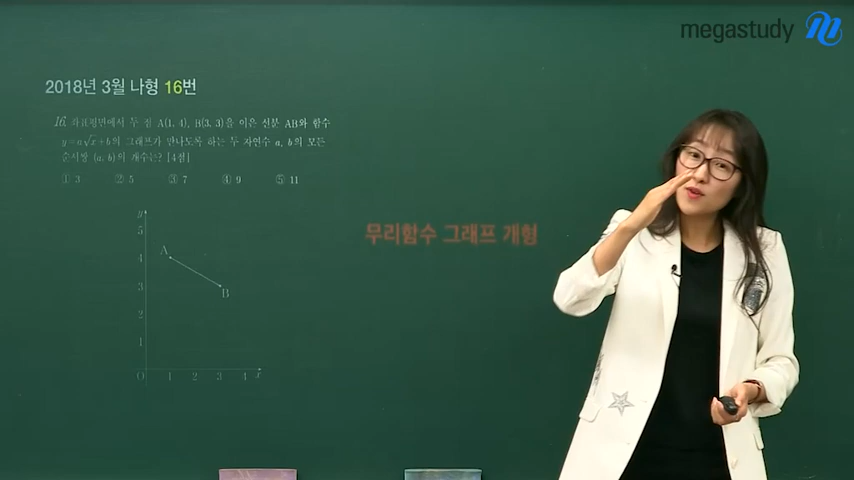 megastudy
2018년 3월 나형 16번
16. 좌표평면에서 두 점 A(1, 4), B(3, 3)을 이은 선분 AB와 함수
y=a√x+b의 그래프가 만나도록 하는 두 자연수 a, b의 모든
순서쌍 (a, b)의 개수는? [4점]
① 3 ② 5 ③ 7 ④ 9 ⑤ 11
무리함수 그래프 개형
y
5
4 A
3 B
2
1
O 1 2 3 4 x